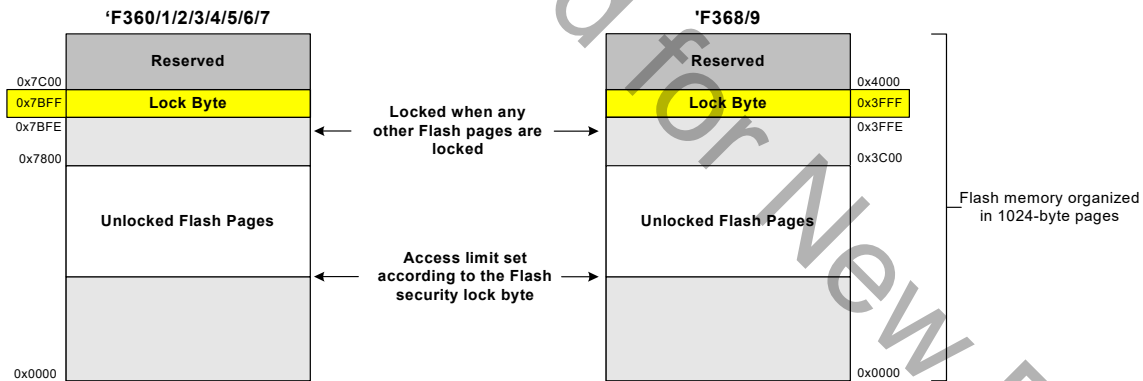 ‘F360/1/2/3/4/5/6/7
'F368/9
Reserved
Reserved
0x7C00
0x4000
0x7BFF
Lock Byte
Lock Byte
0x3FFF
0x7BFE
0x3FFE
Locked when any
other Flash pages are
locked
0x7800
0x3C00
Unlocked Flash Pages
Unlocked Flash Pages
Flash memory organized
in 1024-byte pages
Access limit set
according to the Flash
security lock byte
0x0000
0x0000
d for New